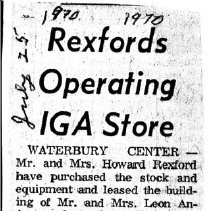 1970 1970
July 25
Rexfords
Operating
IGA Store
WATERBURY CENTER —
Mr. and Mrs. Howard Rexford
have purchased the stock and
equipment and leased the build-
ing of Mr. and Mrs. Leon An-